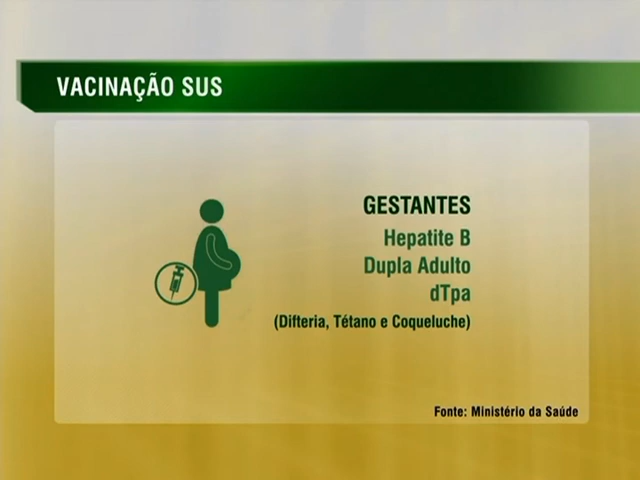 VACINAÇÃO SUS
GESTANTES
Hepatite B
Dupla Adulto
dTpa
(Difteria, Tétano e Coqueluche)
Fonte: Ministério da Saúde